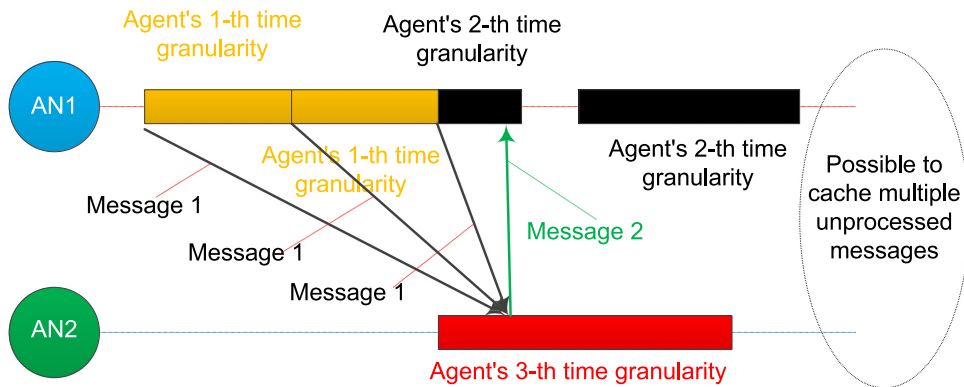 Agent's 1-th time
granularity
Agent's 2-th time
granularity
AN1
Agent's 1-th time
granularity
Agent's 2-th time
granularity
Possible to
cache multiple
unprocessed
messages
Message 1
Message 1
Message 2
Message 1
AN2
Agent's 3-th time granularity